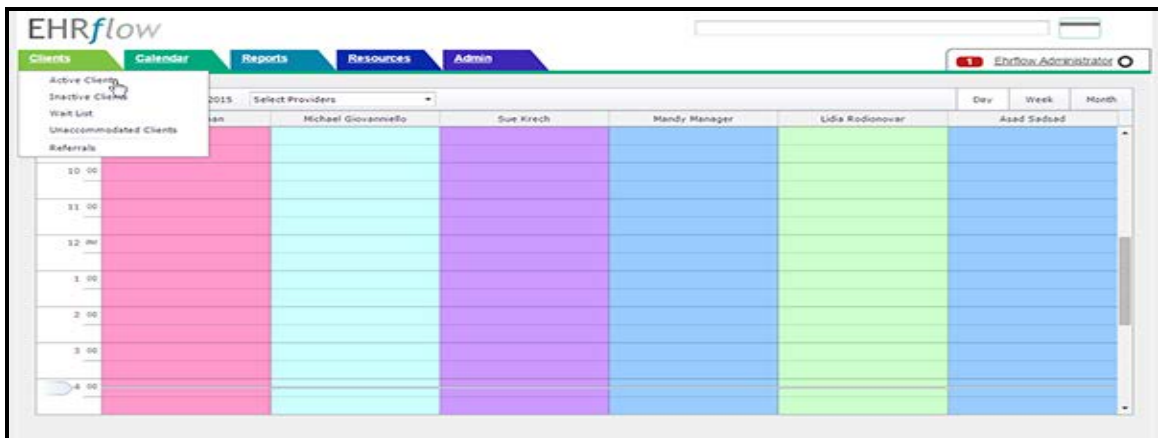 EHRflow
Clients Calendar Reports Resources Admin
1 Ehrflow Administrator
Active Clients
Inactive Clients
Wait List
Unaccommodated Clients
Referrals
2015 Select Providers Day Week Month
man Michael Giovanniello Sue Krech Mandy Manager Lidia Rodionovar Asad Sadsad
10 00
11 00
12 PM
1 00
2 00
3 00
4 00